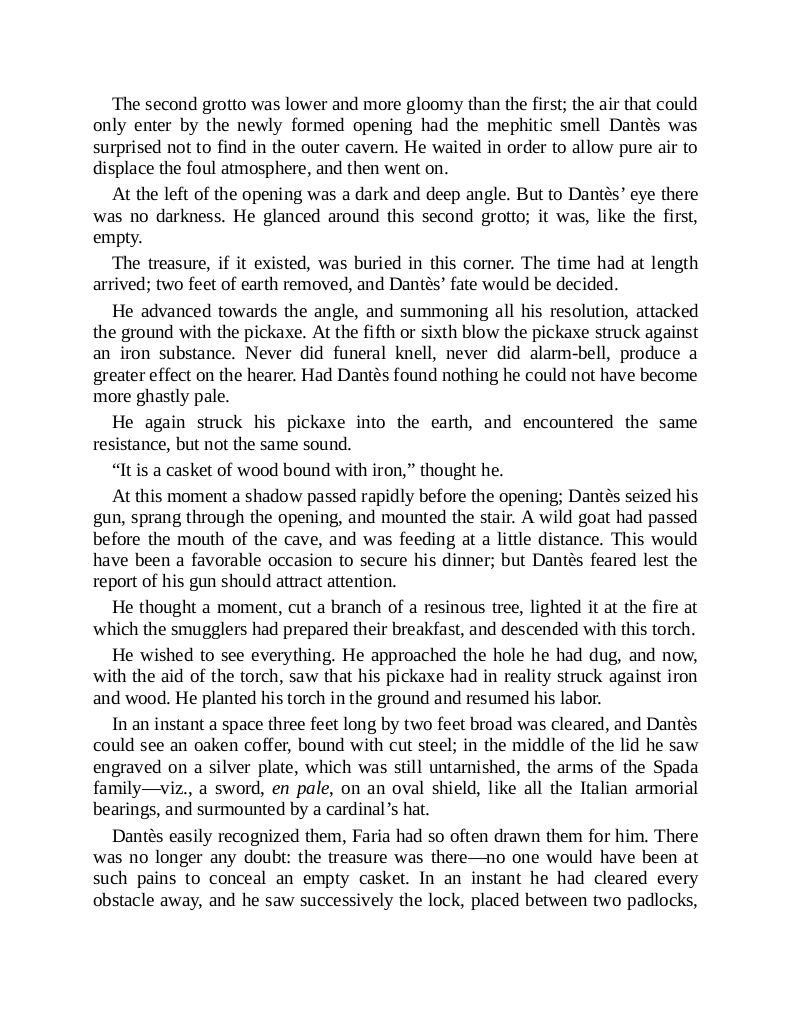 The second grotto was lower and more gloomy than the first; the air that could
only enter by the newly formed opening had the mephitic smell Dantès was
surprised not to find in the outer cavern. He waited in order to allow pure air to
displace the foul atmosphere, and then went on.
At the left of the opening was a dark and deep angle. But to Dantès’ eye there
was no darkness. He glanced around this second grotto; it was, like the first,
empty.
The treasure, if it existed, was buried in this corner. The time had at length
arrived; two feet of earth removed, and Dantès’ fate would be decided.
He advanced towards the angle, and summoning all his resolution, attacked
the ground with the pickaxe. At the fifth or sixth blow the pickaxe struck against
an iron substance. Never did funeral knell, never did alarm-bell, produce a
greater effect on the hearer. Had Dantès found nothing he could not have become
more ghastly pale.
He again struck his pickaxe into the earth, and encountered the same
resistance, but not the same sound.
“It is a casket of wood bound with iron,” thought he.
At this moment a shadow passed rapidly before the opening; Dantès seized his
gun, sprang through the opening, and mounted the stair. A wild goat had passed
before the mouth of the cave, and was feeding at a little distance. This would
have been a favorable occasion to secure his dinner; but Dantès feared lest the
report of his gun should attract attention.
He thought a moment, cut a branch of a resinous tree, lighted it at the fire at
which the smugglers had prepared their breakfast, and descended with this torch.
He wished to see everything. He approached the hole he had dug, and now,
with the aid of the torch, saw that his pickaxe had in reality struck against iron
and wood. He planted his torch in the ground and resumed his labor.
In an instant a space three feet long by two feet broad was cleared, and Dantès
could see an oaken coffer, bound with cut steel; in the middle of the lid he saw
engraved on a silver plate, which was still untarnished, the arms of the Spada
family—viz., a sword, en pale, on an oval shield, like all the Italian armorial
bearings, and surmounted by a cardinal’s hat.
Dantès easily recognized them, Faria had so often drawn them for him. There
was no longer any doubt: the treasure was there—no one would have been at
such pains to conceal an empty casket. In an instant he had cleared every
obstacle away, and he saw successively the lock, placed between two padlocks,